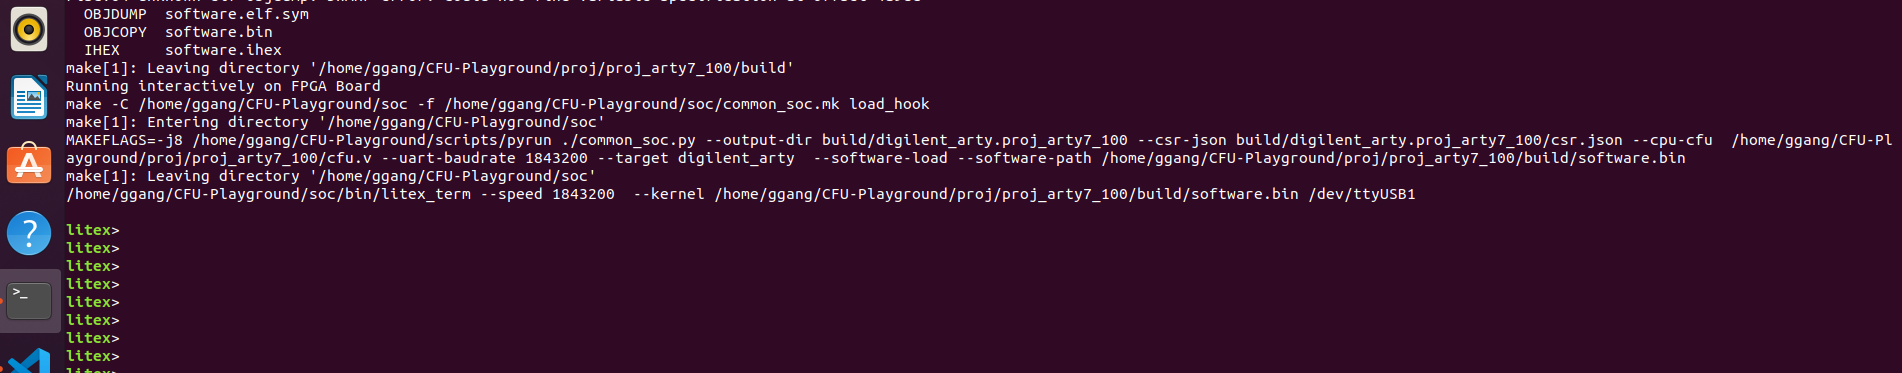 OBJDUMP  software.elf.sym
OBJCOPY  software.bin
IHEX     software.ihex
make[1]: Leaving directory '/home/ggang/CFU-Playground/proj/proj_arty7_100/build'
Running interactively on FPGA Board
make -C /home/ggang/CFU-Playground/soc -f /home/ggang/CFU-Playground/soc/common_soc.mk load_hook
make[1]: Entering directory '/home/ggang/CFU-Playground/soc'
MAKEFLAGS=-j8 /home/ggang/CFU-Playground/scripts/pyrun ./common_soc.py --output-dir build/digilent_arty.proj_arty7_100 --csr-json build/digilent_arty.proj_arty7_100/csr.json --cpu-cfu  /home/ggang/CFU-Pl
ayground/proj/proj_arty7_100/cfu.v --uart-baudrate 1843200 --target digilent_arty  --software-load --software-path /home/ggang/CFU-Playground/proj/proj_arty7_100/build/software.bin
make[1]: Leaving directory '/home/ggang/CFU-Playground/soc'
/home/ggang/CFU-Playground/soc/bin/litex_term --speed 1843200  --kernel /home/ggang/CFU-Playground/proj/proj_arty7_100/build/software.bin /dev/ttyUSB1
litex>
litex>
litex>
litex>
litex>
litex>
litex>
litex>
litex>